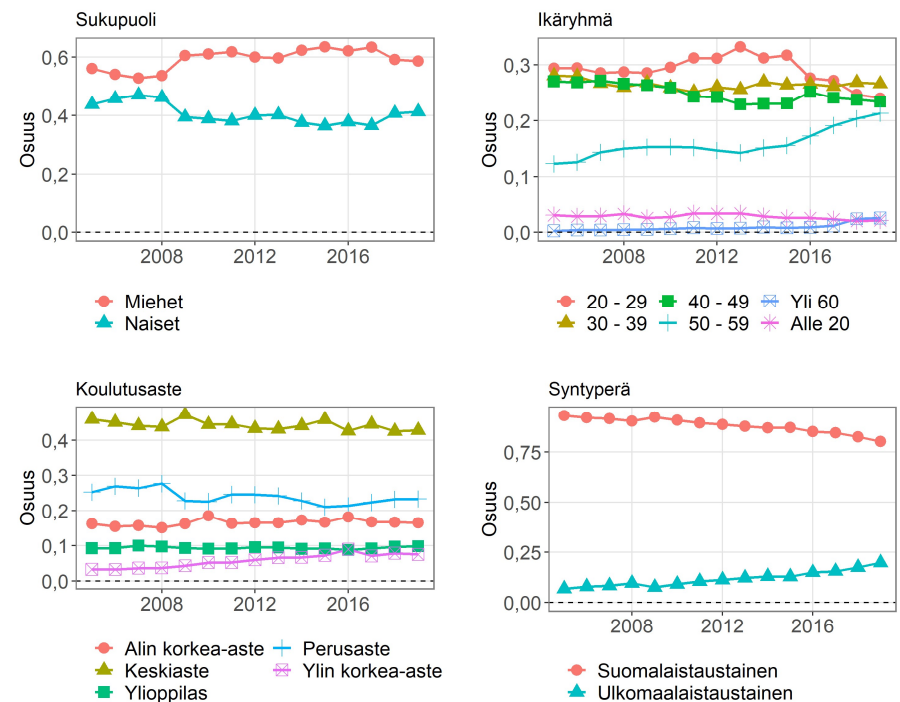 Sukupuoli
Osuus
0,6
0,4
0,2
0,0
2008 2012 2016
Miehet
Naiset
Ikäryhmä
Osuus
0,3
0,2
0,1
0,0
2008 2012 2016
20 - 29 40 - 49 Yli 60
30 - 39 50 - 59 Alle 20
Koulutusaste
Osuus
0,4
0,3
0,2
0,1
0,0
2008 2012 2016
Alin korkea-aste Perusaste
Keskiaste Ylin korkea-aste
Ylioppilas
Syntyperä
Osuus
0,75
0,50
0,25
0,00
2008 2012 2016
Suomalaistaustainen
Ulkomaalaistaustainen